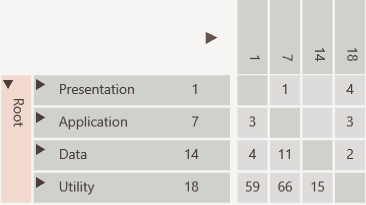 1 7 14 18
Root
Presentation 1 1 4
Application 7 3 3
Data 14 4 11 2
Utility 18 59 66 15